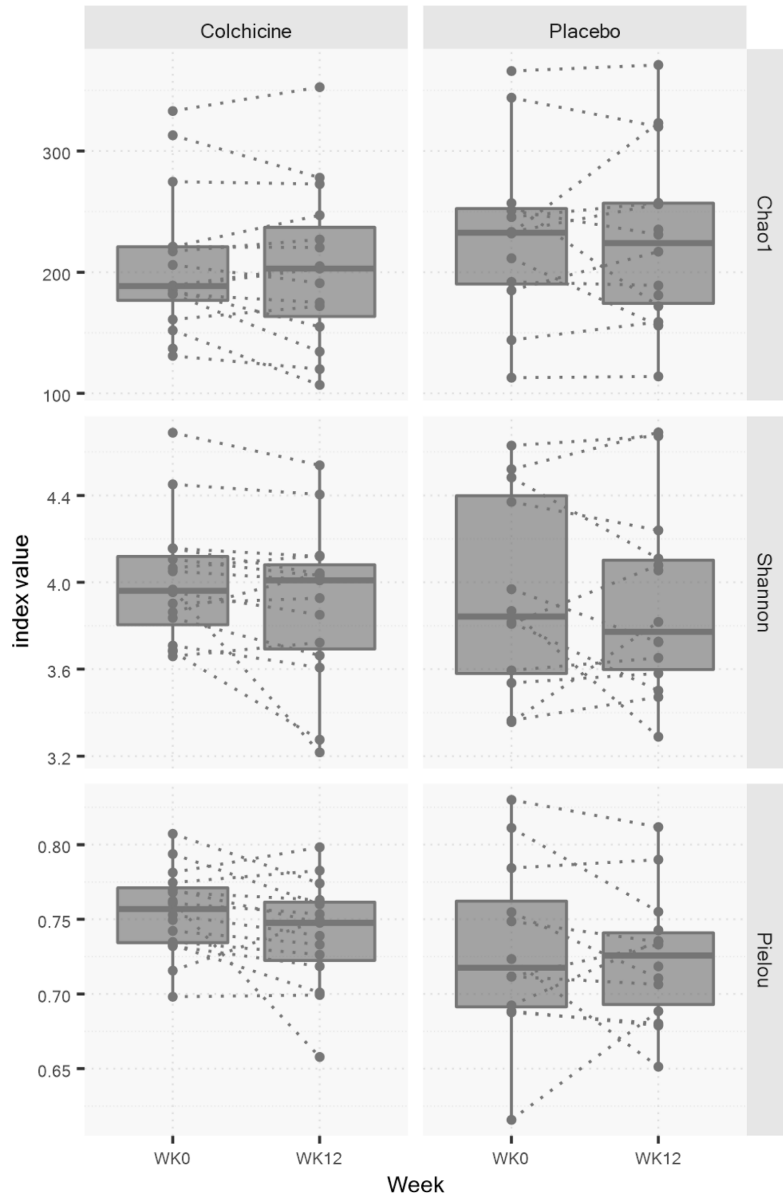 Colchicine
Placebo
300
200
100
Chao1
4.4
4.0
3.6
3.2
Shannon
index value
0.80
0.75
0.70
0.65
Pielou
WK0
WK12
WK0
WK12
Week